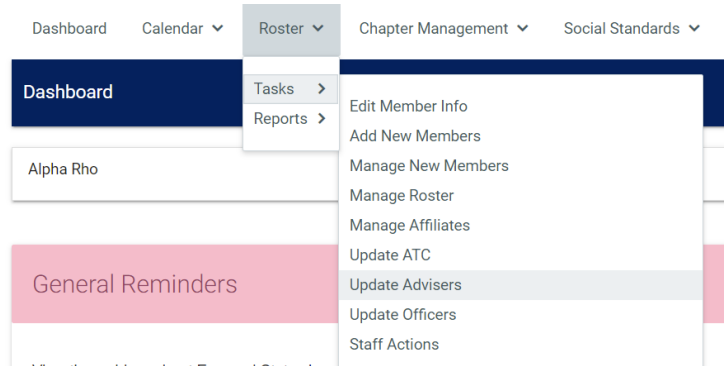 Dashboard Calendar Roster Chapter Management Social Standards
Dashboard
Tasks
Reports
Edit Member Info
Add New Members
Manage New Members
Manage Roster
Manage Affiliates
Update ATC
Update Advisers
Update Officers
Staff Actions
Alpha Rho
General Reminders